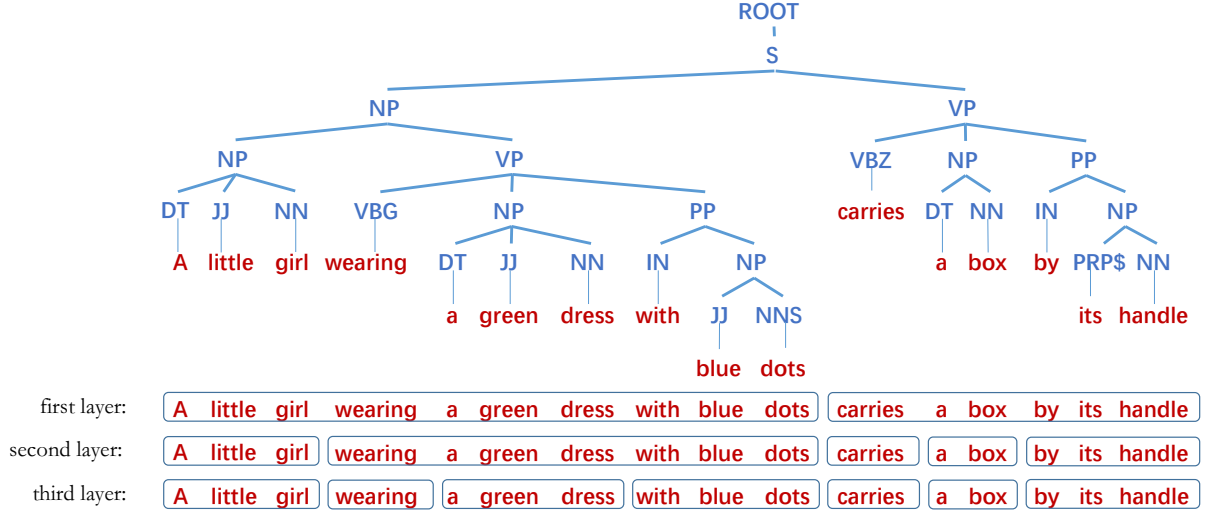 ROOT
S
NP VP
NP VP VBZ NP PP
DT JJ NN VBG NP PP carries DT NN IN NP
A little girl wearing DT JJ NN IN NP a box by PRP$ NN
a green dress with JJ NNS its handle
blue dots
first layer: A little girl wearing a green dress with blue dots carries a box by its handle
second layer: A little girl wearing a green dress with blue dots carries a box by its handle
third layer: A little girl wearing a green dress with blue dots carries a box by its handle